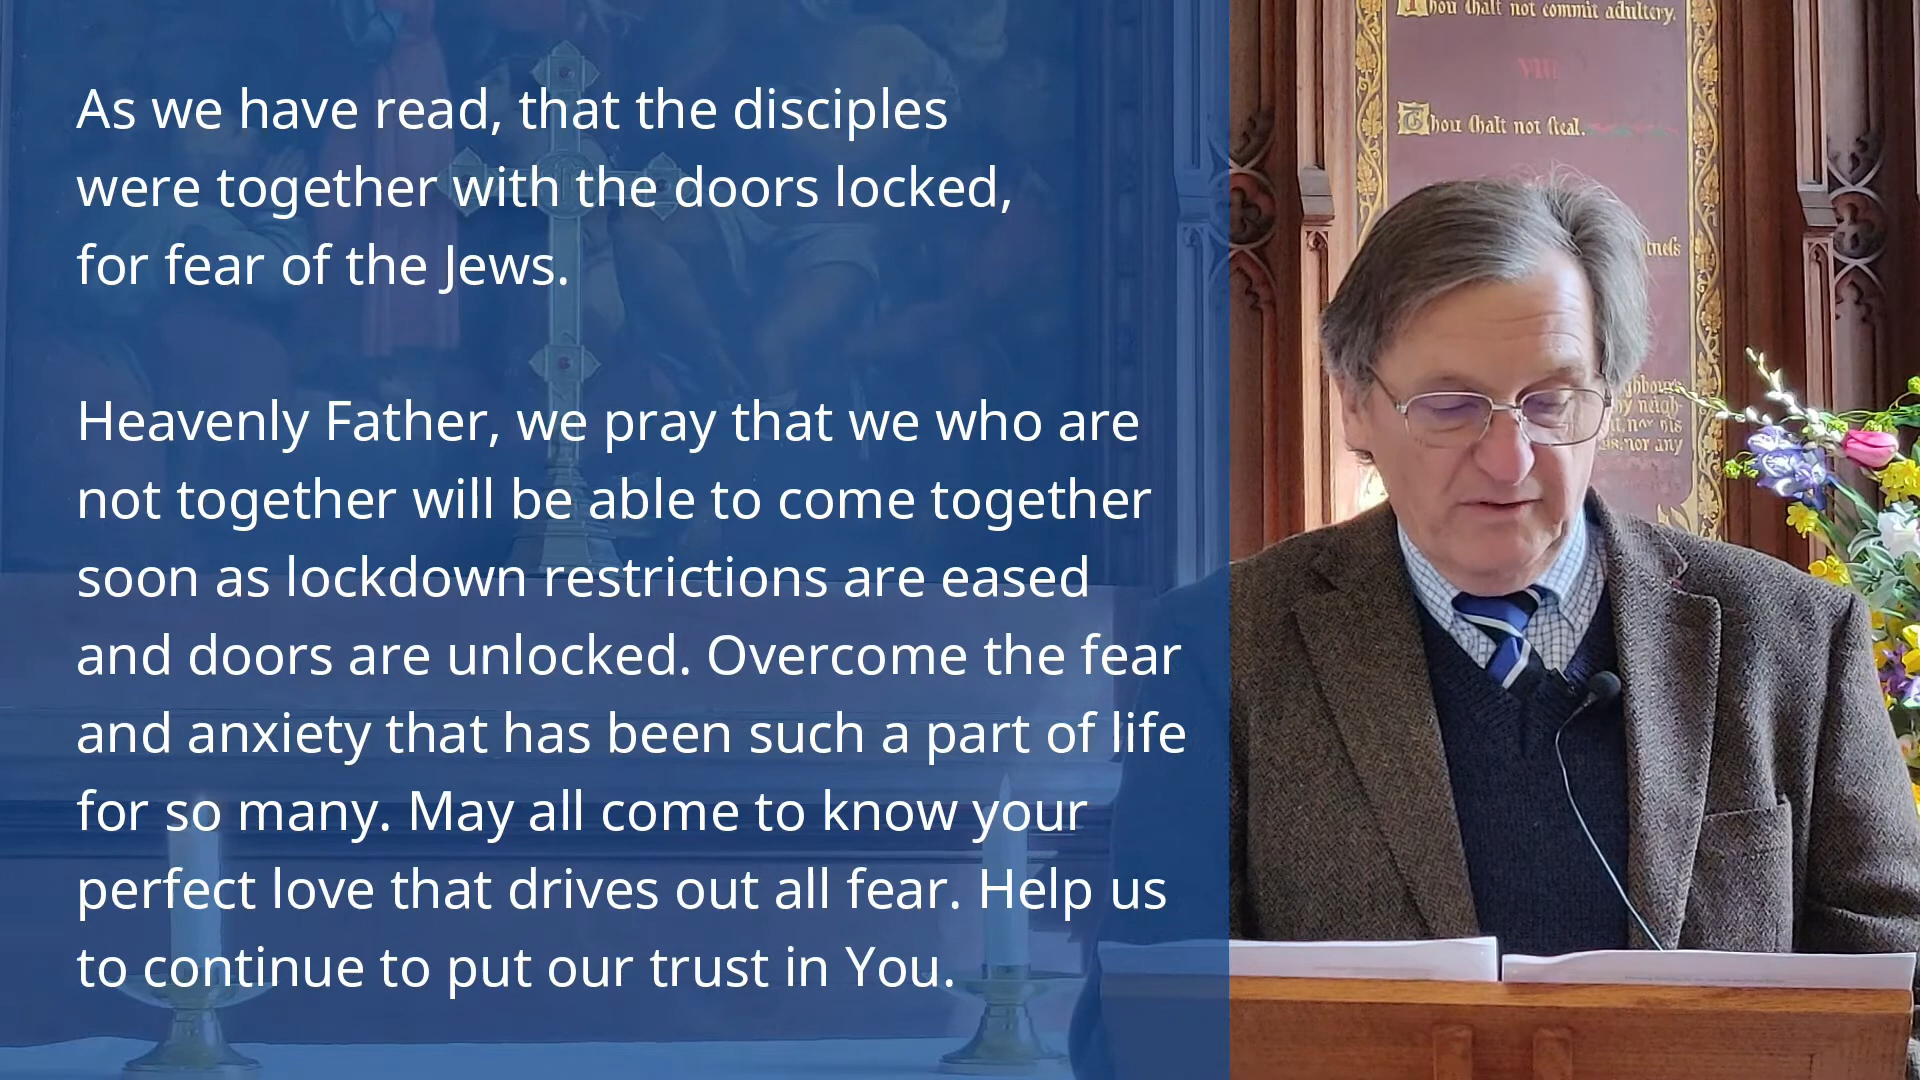 As we have read, that the disciples
were together with the doors locked,
for fear of the Jews.
Heavenly Father, we pray that we who are
not together will be able to come together
soon as lockdown restrictions are eased
and doors are unlocked. Overcome the fear
and anxiety that has been such a part of life
for so many. May all come to know your
perfect love that drives out all fear. Help us
to continue to put our trust in You.
Thou shalt not commit adultery.
VIII
Thou shalt not steal.
nor any